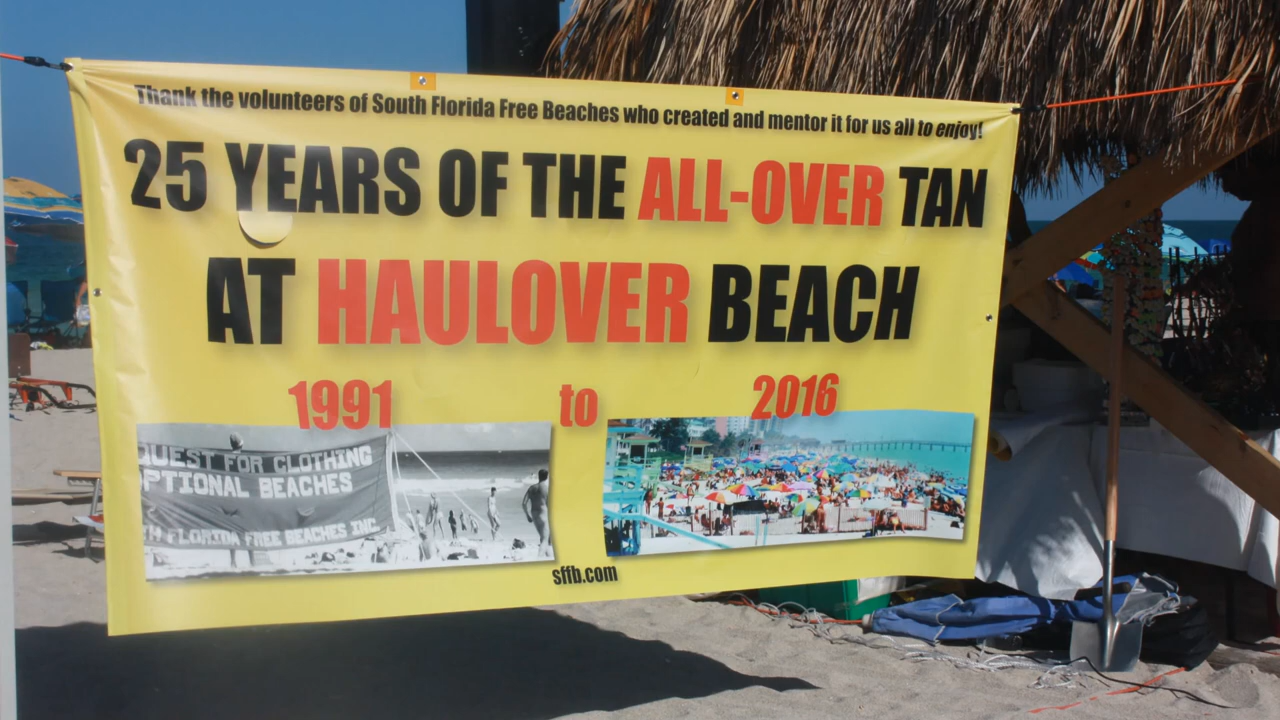 Thank the volunteers of South Florida Free Beaches who created and mentor it for us all to enjoy!
25 YEARS OF THE ALL-OVER TAN
AT HAULOVER BEACH
1991 to 2016
QUEST FOR CLOTHING
OPTIONAL BEACHES
TH FLORIDA FREE BEACHES INC.
sffb.com